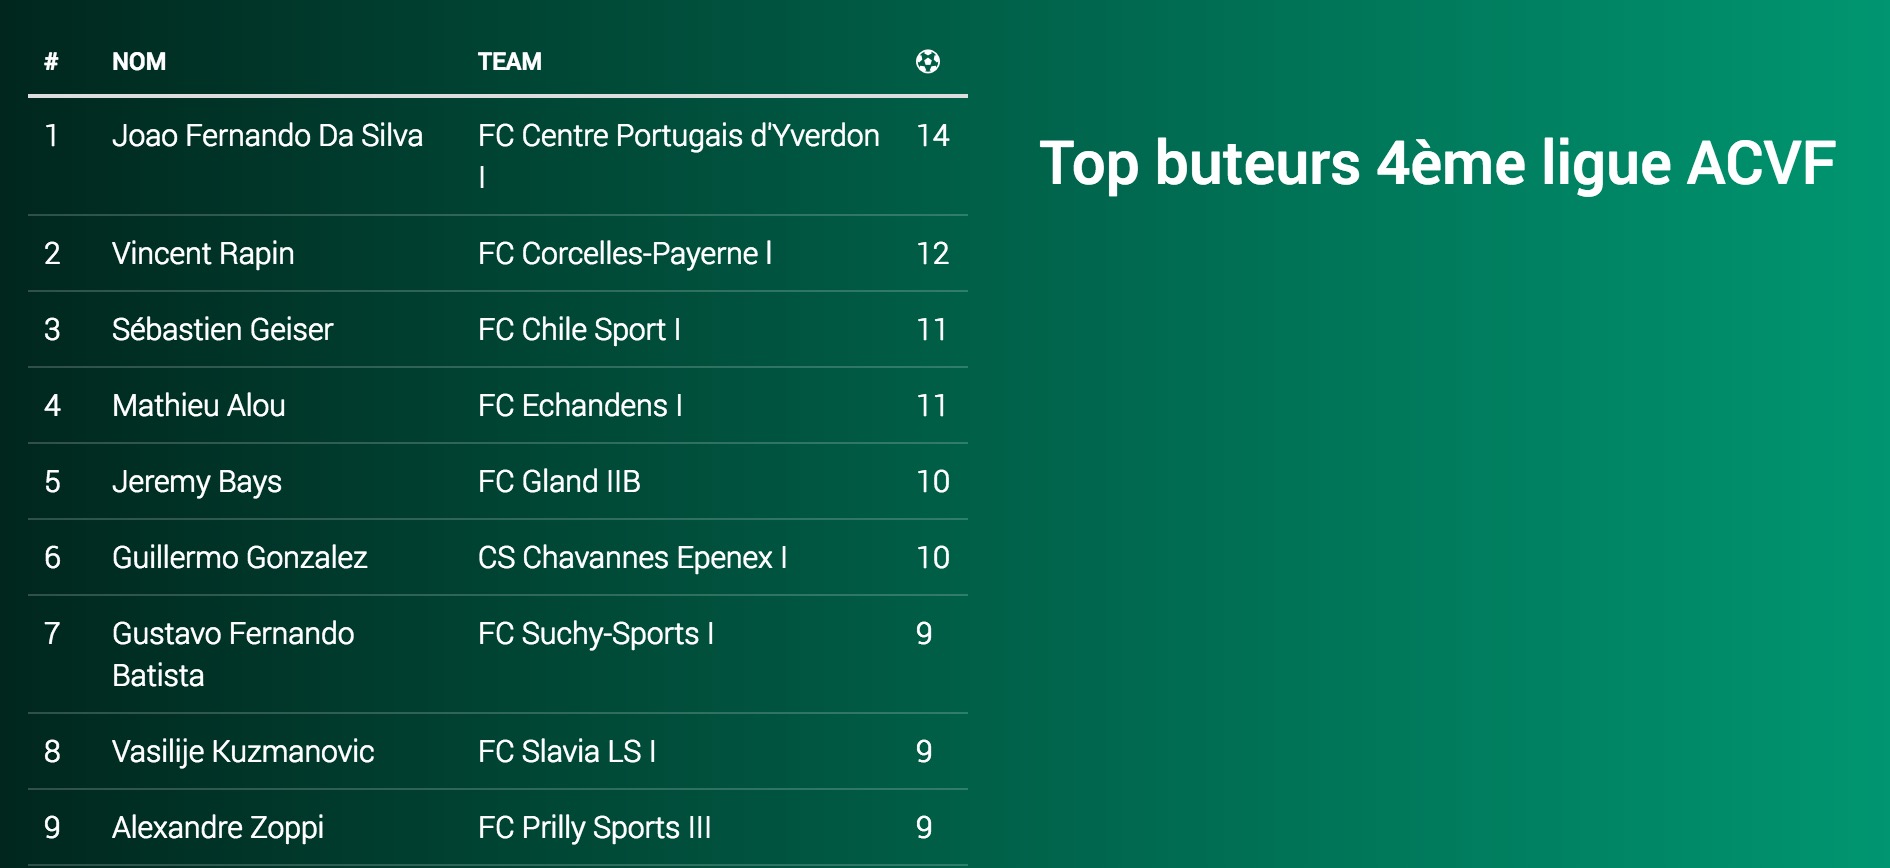 # NOM TEAM
1 Joao Fernando Da Silva FC Centre Portugais d'Yverdon 14
I
2 Vincent Rapin FC Corcelles-Payerne l 12
3 Sébastien Geiser FC Chile Sport I 11
4 Mathieu Alou FC Echandens I 11
5 Jeremy Bays FC Gland IIB 10
6 Guillermo Gonzalez CS Chavannes Epenex I 10
7 Gustavo Fernando FC Suchy-Sports I 9
Batista
8 Vasilije Kuzmanovic FC Slavia LS I 9
9 Alexandre Zoppi FC Prilly Sports III 9
Top buteurs 4ème ligue ACVF